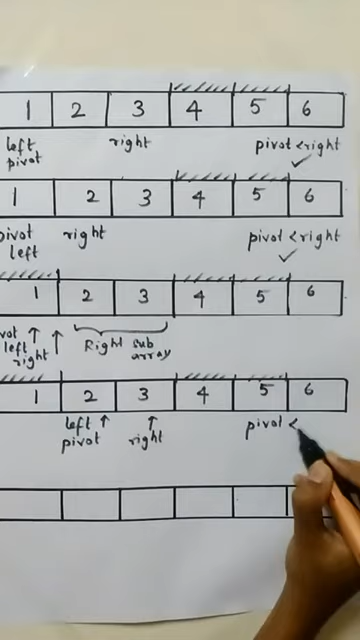 1 2 3 4 5 6
left right pivot < right
pivot
1 2 3 4 5 6
pivot right pivot < right
left
1 2 3 4 5 6
vot
left Right sub
right array
1 2 3 4 5 6
left pivot <
pivot right